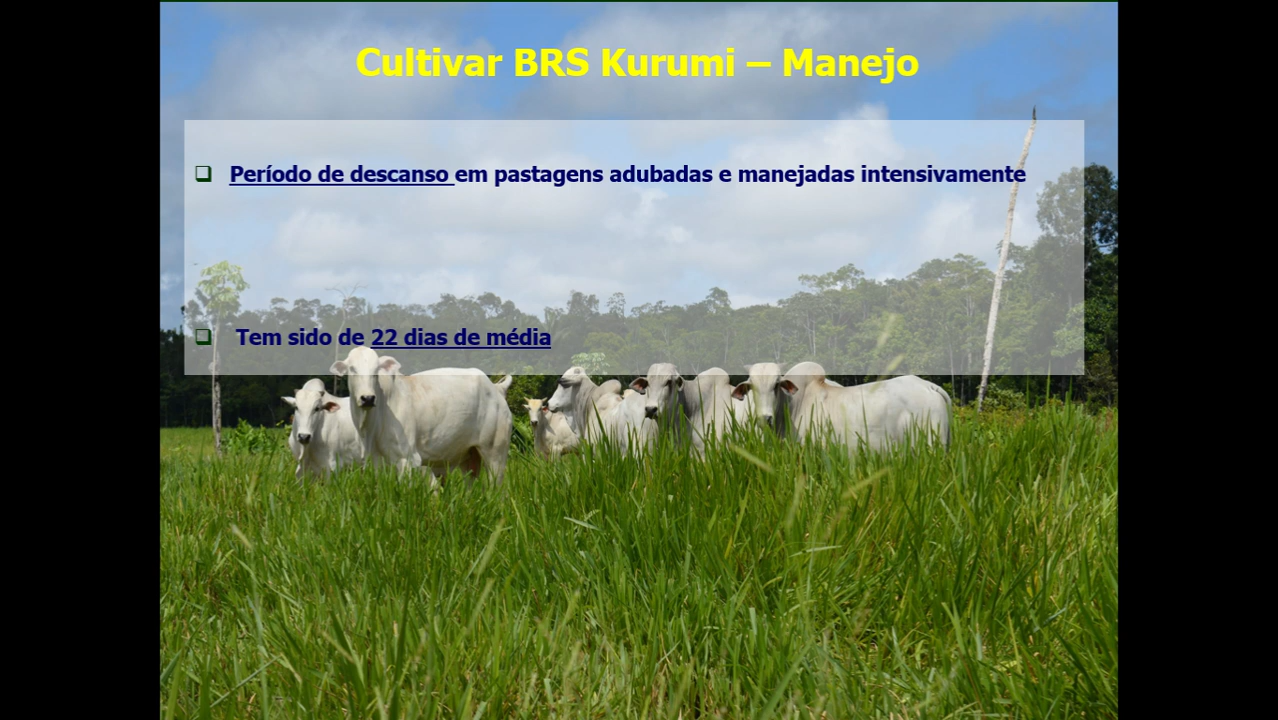 Cultivar BRS Kurumi – Manejo
Período de descanso em pastagens adubadas e manejadas intensivamente
Tem sido de 22 dias de média